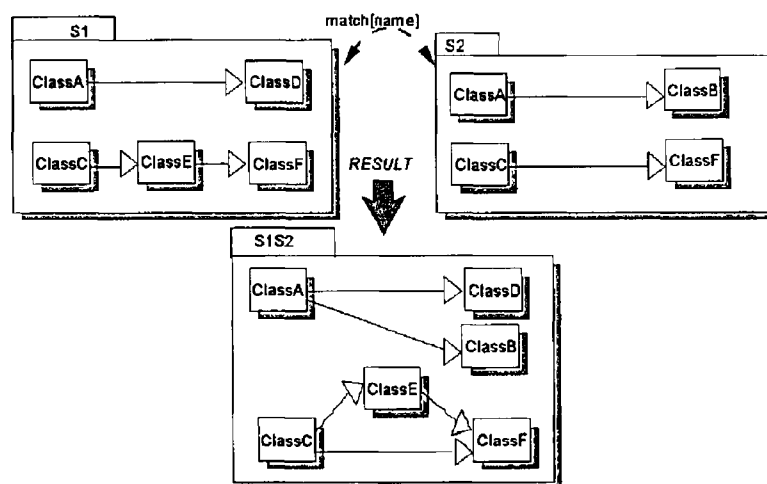 S1
match[name]
S2
ClassA
ClassD
ClassA
ClassB
ClassC
ClassE
ClassF
ClassC
ClassF
RESULT
S1S2
ClassA
ClassD
ClassB
ClassE
ClassC
ClassF